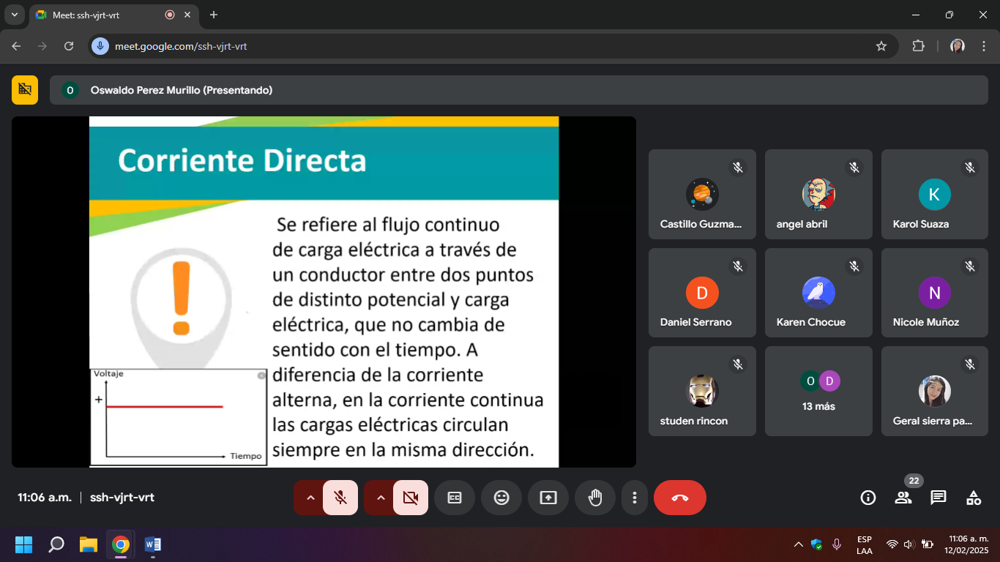 Meet: ssh-vjrt-vrt
meet.google.com/ssh-vjrt-vrt
O
Oswaldo Perez Murillo (Presentando)
Corriente Directa
Se refiere al flujo continuo
de carga eléctrica a través de
un conductor entre dos puntos
de distinto potencial y carga
eléctrica, que no cambia de
sentido con el tiempo. A
diferencia de la corriente
alterna, en la corriente continua
las cargas eléctricas circulan
siempre en la misma dirección.
!
Voltaje
+
Tiempo
Castillo Guzma...
angel abril
K
Karol Suaza
D
Daniel Serrano
Karen Chocue
N
Nicole Muñoz
studen rincon
O D
13 más
Geral sierra pa...
11:06 a.m. | ssh-vjrt-vrt
22
ESP
LAA
11:06 a. m.
12/02/2025